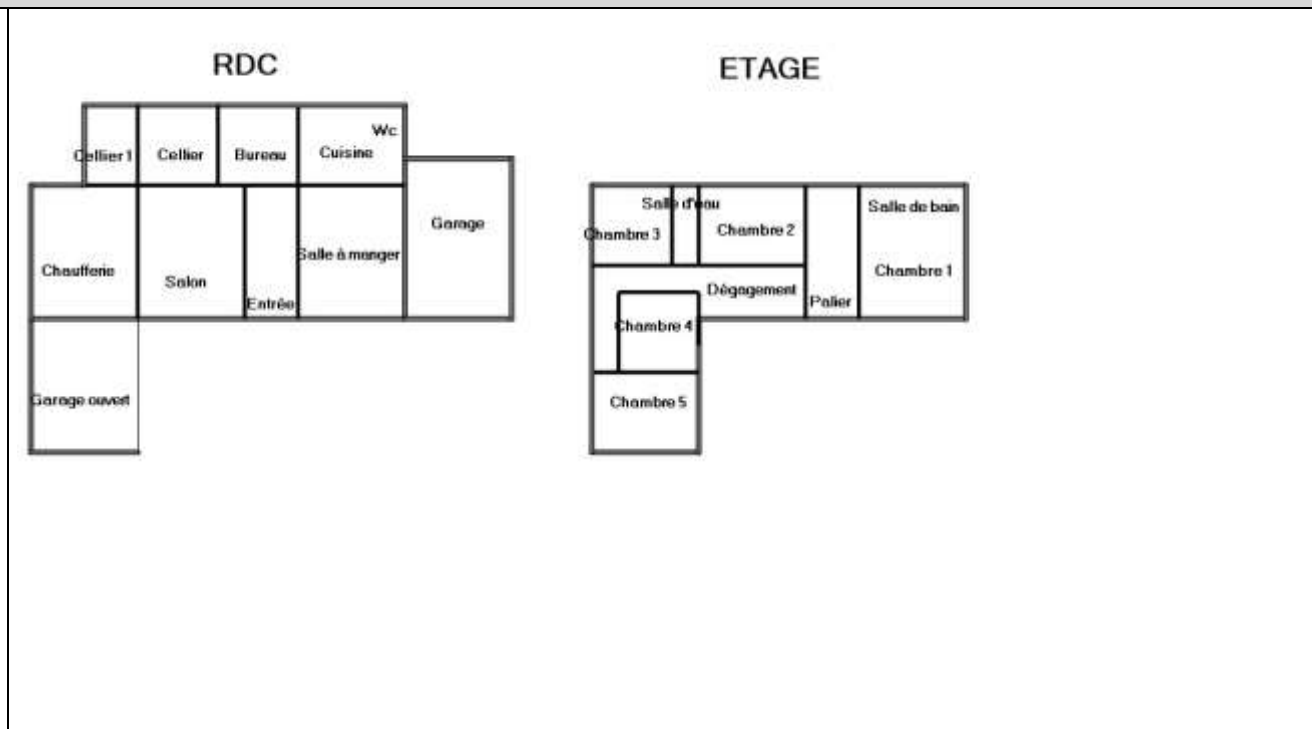 RDC
ETAGE
Wc
Cellier 1
Cellier
Bureau
Cuisine
Garage
Chaufferie
Salon
Entrée
Salle à manger
Garage ouvert
Salle d'eau
Salle de bain
Chambre 3
Chambre 2
Chambre 1
Dégagement
Palier
Chambre 4
Chambre 5